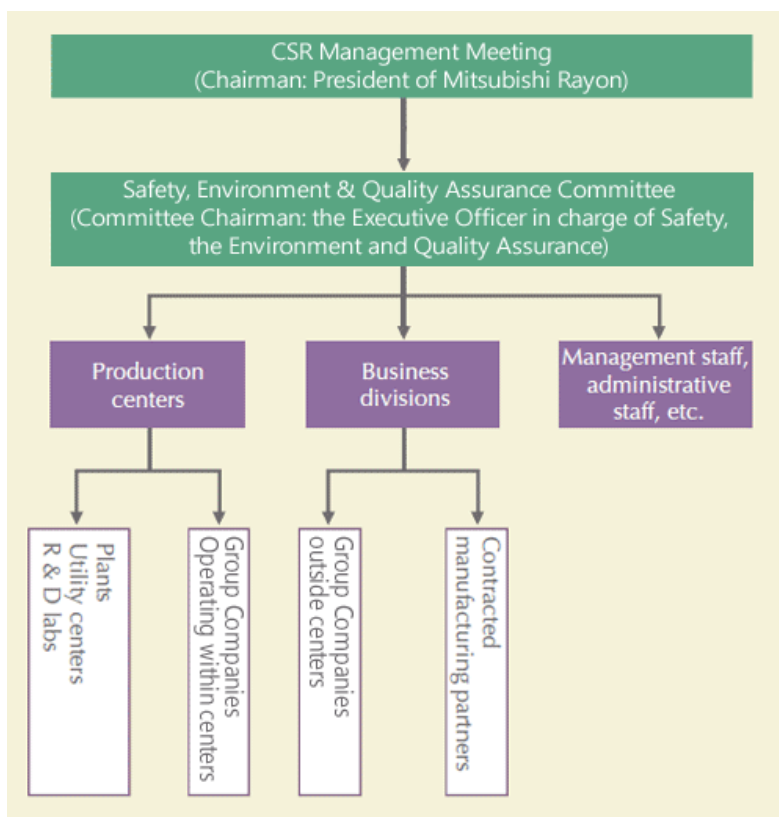 CSR Management Meeting
(Chairman: President of Mitsubishi Rayon)
Safety, Environment & Quality Assurance Committee
(Committee Chairman: the Executive Officer in charge of Safety,
the Environment and Quality Assurance)
Production
centers
Business
divisions
Management staff,
administrative
staff, etc.
Plants
Utility centers
R & D labs
Group Companies
Operating within centers
Group Companies
outside centers
Contracted
manufacturing partners